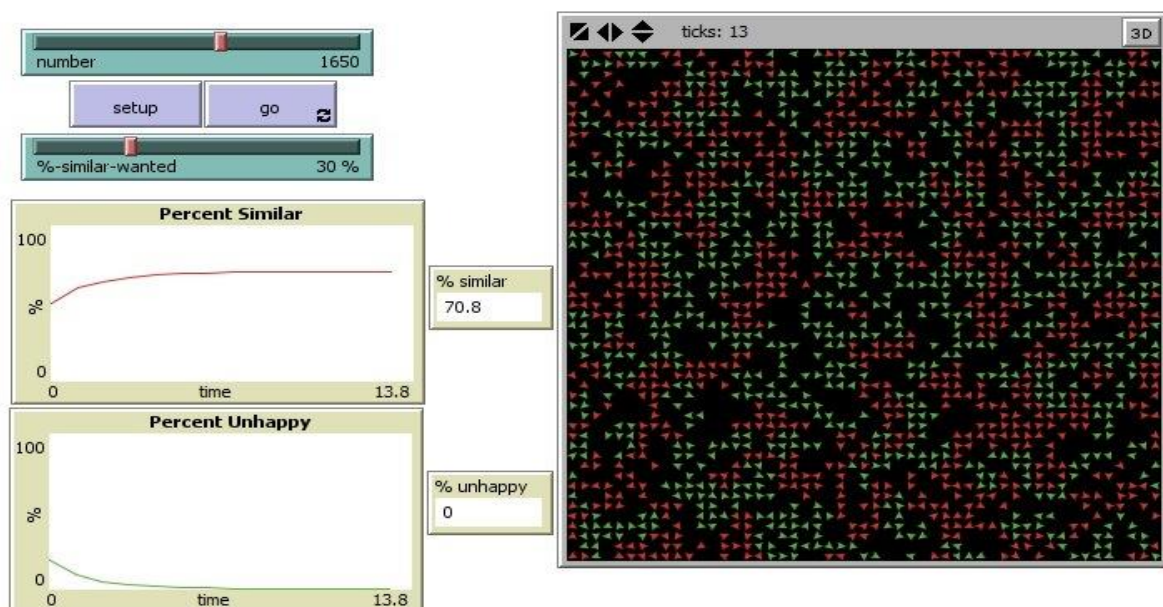 number 1650
setup go
%-similar-wanted 30 %
Percent Similar
100
%
0
0 time 13.8
% similar
70.8
Percent Unhappy
100
%
0
0 time 13.8
% unhappy
0
ticks: 13 3D